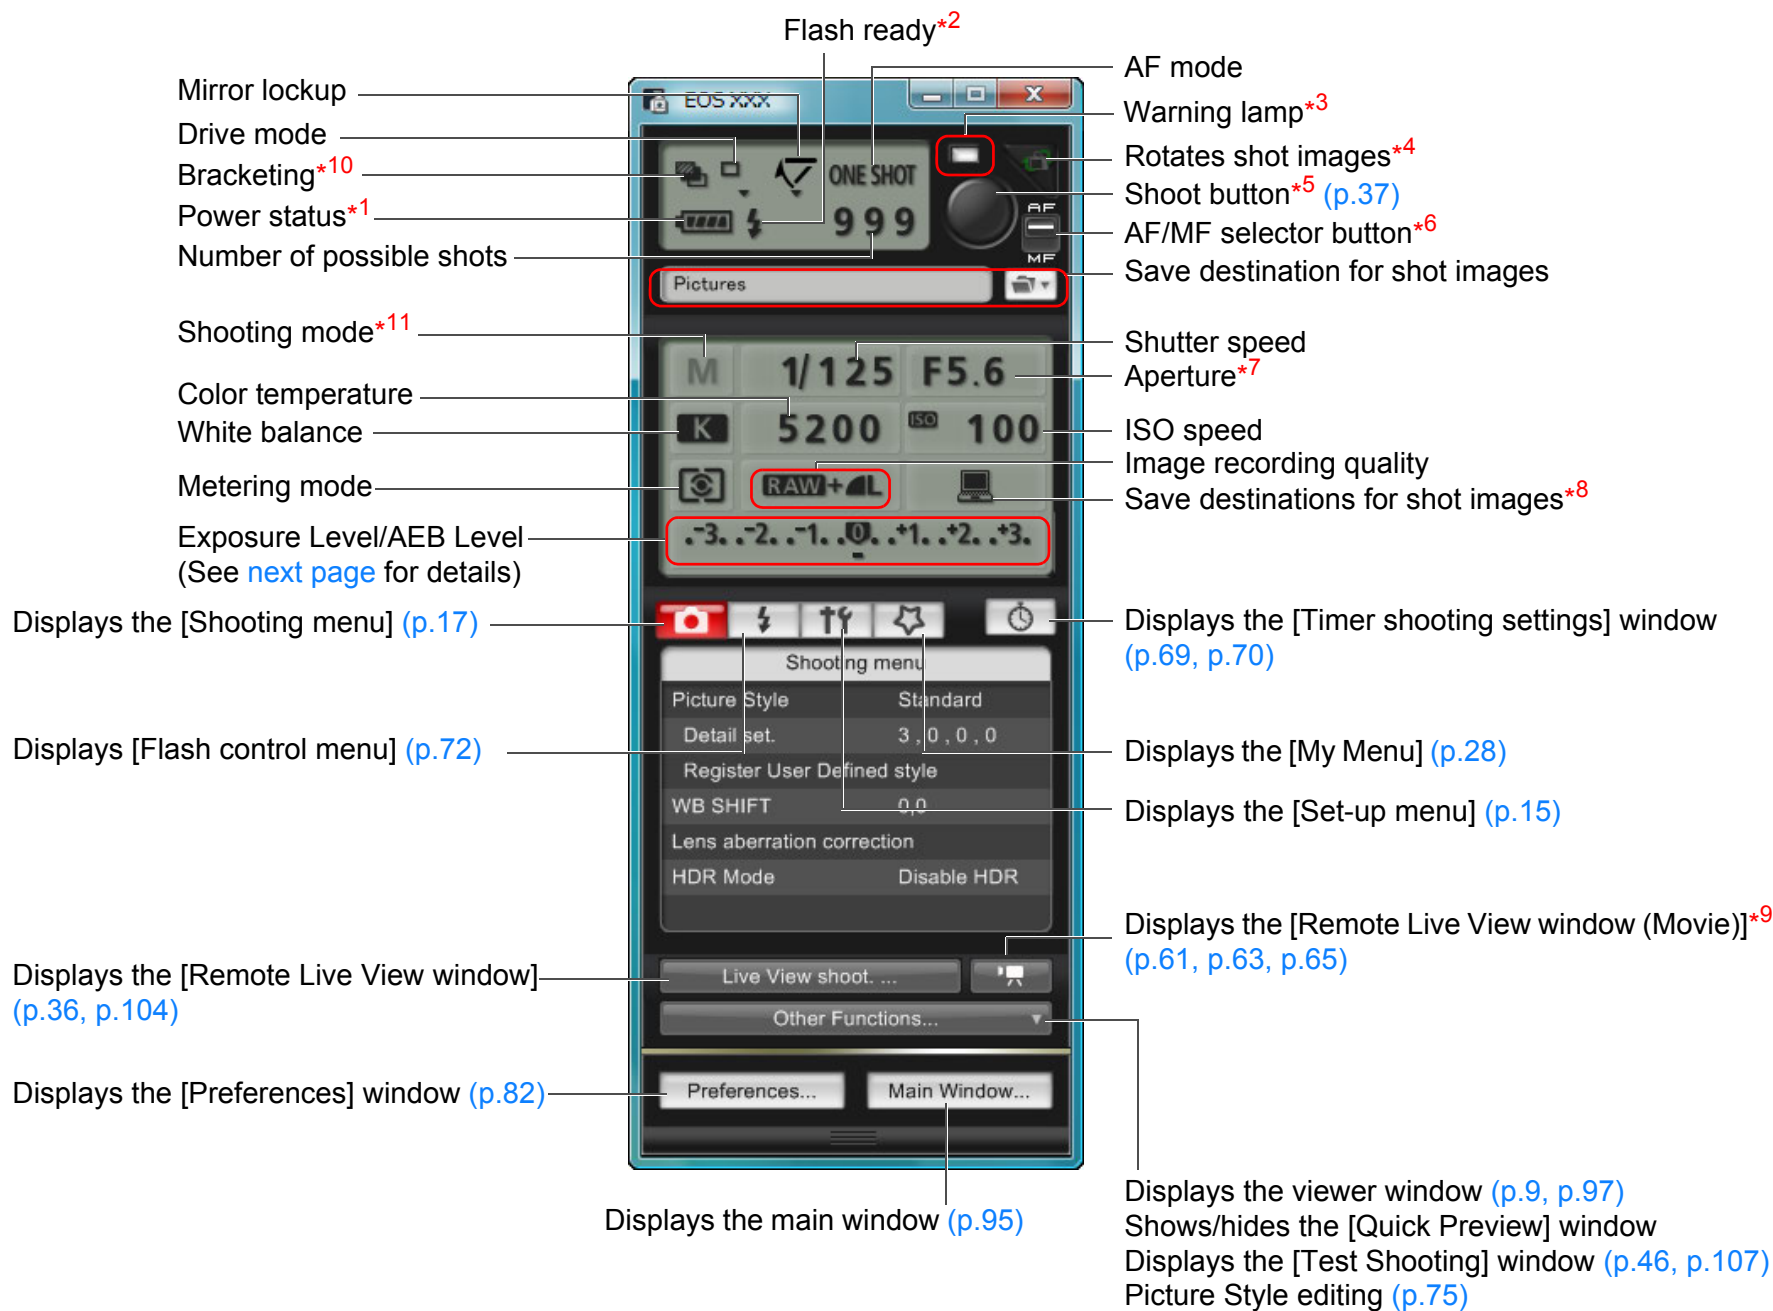 Flash ready*2
Mirror lockup
Drive mode
Bracketing*10
Power status*1
Number of possible shots
Shooting mode*11
Color temperature
White balance
Metering mode
Exposure Level/AEB Level
(See next page for details)
Displays the [Shooting menu] (p.17)
Displays [Flash control menu] (p.72)
Displays the [Remote Live View window]
(p.36, p.104)
Displays the [Preferences] window (p.82)
EOS XXX
ONE SHOT
999
AF
MF
Pictures
M 1/125 F5.6
K 5200 ISO 100
RAW+L
-3. .-2. .-1. .0. .+1. .+2. .+3.
Shooting menu
Picture Style Standard
Detail set. 3 , 0 , 0 , 0
Register User Defined style
WB SHIFT 0,0
Lens aberration correction
HDR Mode Disable HDR
Live View shoot. ...
Other Functions...
Preferences... Main Window...
AF mode
Warning lamp*3
Rotates shot images*4
Shoot button*5 (p.37)
AF/MF selector button*6
Save destination for shot images
Shutter speed
Aperture*7
ISO speed
Image recording quality
Save destinations for shot images*8
Displays the [Timer shooting settings] window
(p.69, p.70)
Displays the [My Menu] (p.28)
Displays the [Set-up menu] (p.15)
Displays the [Remote Live View window (Movie)]*9
(p.61, p.63, p.65)
Displays the main window (p.95)
Displays the viewer window (p.9, p.97)
Shows/hides the [Quick Preview] window
Displays the [Test Shooting] window (p.46, p.107)
Picture Style editing (p.75)